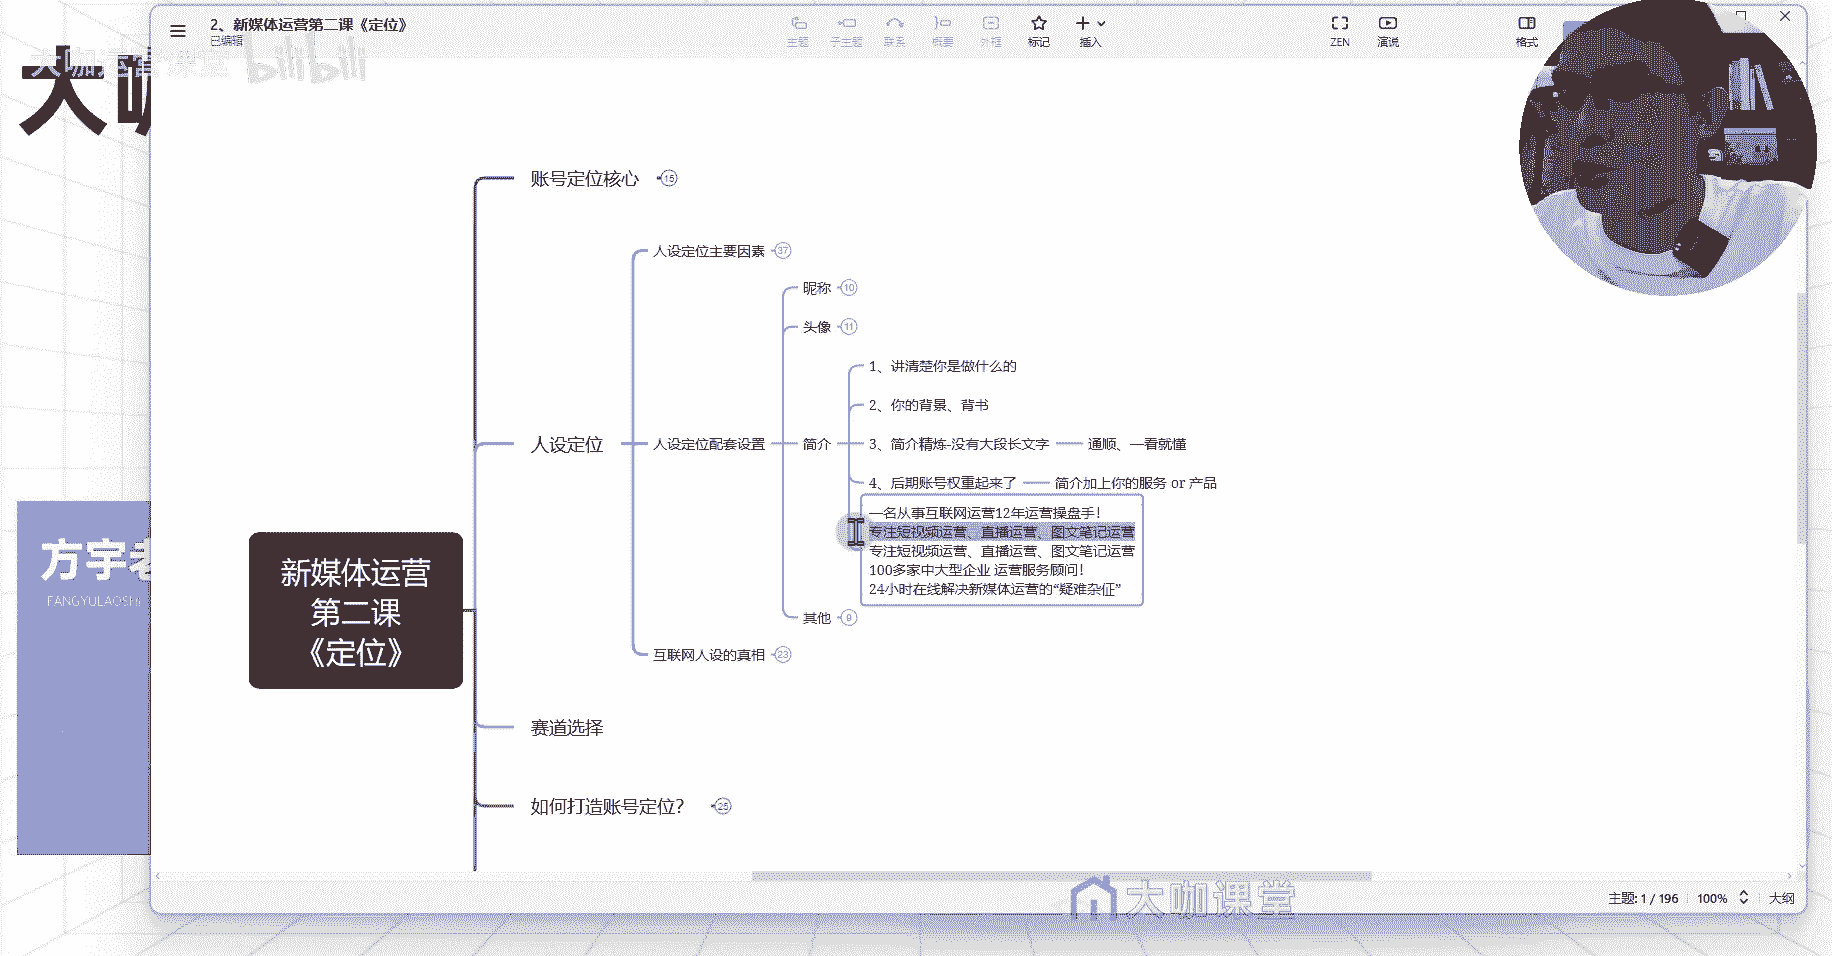 2、新媒体运营第二课《定位》
已编辑
主题
子主题
联系
概要
外框
标记
插入
ZEN
演说
格式
大咖运营课堂
bilibili
大咖
账号定位核心
15
人设定位主要因素
37
昵称
10
头像
11
1、讲清楚你是做什么的
2、你的背景、背书
人设定位
人设定位配套设置
简介
3、简介精炼-没有大段长文字
通顺、一看就懂
4、后期账号权重起来了
简介加上你的服务 or 产品
一名从事互联网运营12年运营操盘手!
专注短视频运营、直播运营、图文笔记运营
专注短视频运营、直播运营、图文笔记运营
100多家中大型企业 运营服务顾问!
24小时在线解决新媒体运营的“疑难杂征”
其他
9
互联网人设的真相
23
新媒体运营
第二课
《定位》
方宇老
FANGYULAOSHI
赛道选择
如何打造账号定位?
25
大咖课堂
主题: 1 / 196
100%
大纲